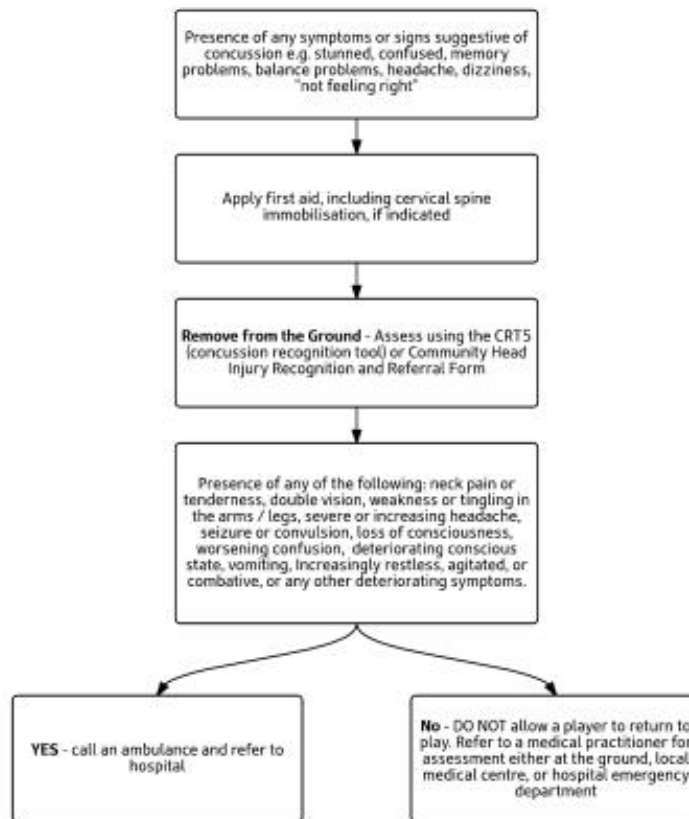 Presence of any symptoms or signs suggestive of
concussion e.g. stunned, confused, memory
problems, balance problems, headache, dizziness,
"not feeling right"
Apply first aid, including cervical spine
immobilisation, if indicated
Remove from the Ground - Assess using the CRT5
(concussion recognition tool) or Community Head
Injury Recognition and Referral Form
Presence of any of the following: neck pain or
tenderness, double vision, weakness or tingling in
the arms / legs, severe or increasing headache,
seizure or convulsion, loss of consciousness,
worsening confusion, deteriorating conscious
state, vomiting, Increasingly restless, agitated, or
combative, or any other deteriorating symptoms.
YES - call an ambulance and refer to
hospital
No - DO NOT allow a player to return to
play. Refer to a medical practitioner for
assessment either at the ground, local
medical centre, or hospital emergency
department